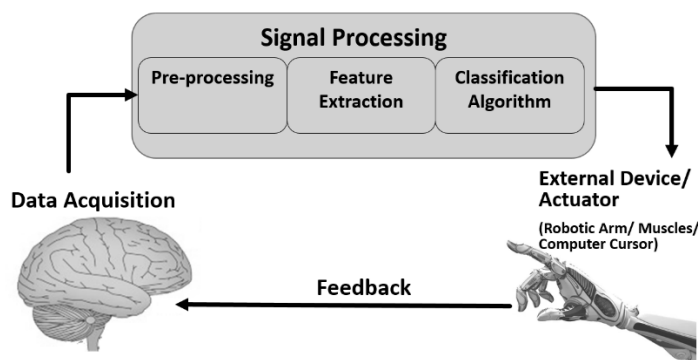 Signal Processing
Pre-processing
Feature
Extraction
Classification
Algorithm
Data Acquisition
External Device/
Actuator
(Robotic Arm/ Muscles/
Computer Cursor)
Feedback